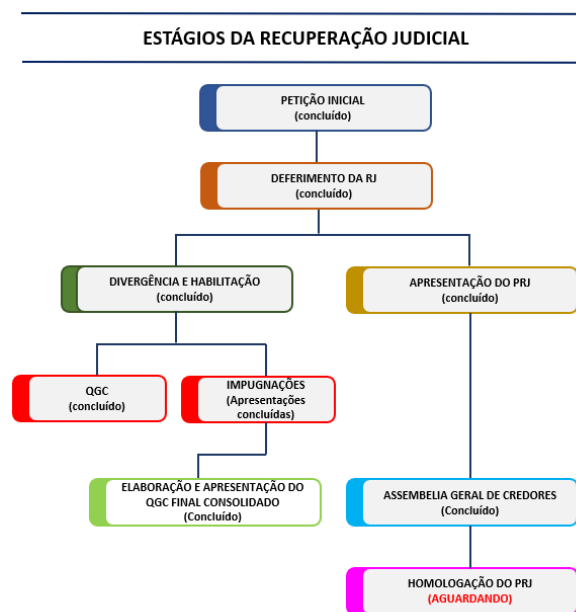 ESTÁGIOS DA RECUPERAÇÃO JUDICIAL
PETIÇÃO INICIAL
(concluído)
DEFERIMENTO DA RJ
(concluído)
DIVERGÊNCIA E HABILITAÇÃO
(concluído)
APRESENTAÇÃO DO PRJ
(concluído)
QGC
(concluído)
IMPUGNAÇÕES
(Apresentações
concluídas)
ELABORAÇÃO E APRESENTAÇÃO DO
QGC FINAL CONSOLIDADO
(Concluído)
ASSEMBELIA GERAL DE CREDORES
(Concluído)
HOMOLOGAÇÃO DO PRJ
(AGUARDANDO)